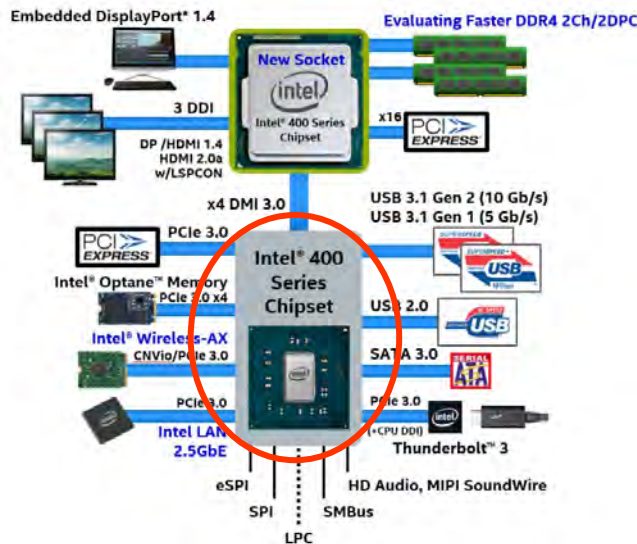 Embedded DisplayPort* 1.4
Evaluating Faster DDR4 2Ch/2DPC
New Socket
intel
Intel® 400 Series
Chipset
3 DDI
DP /HDMI 1.4
HDMI 2.0a
w/LSPCON
x16
PCI
EXPRESS®
x4 DMI 3.0
USB 3.1 Gen 2 (10 Gb/s)
USB 3.1 Gen 1 (5 Gb/s)
PCI
EXPRESS®
PCIe 3.0
Intel® 400
Series
Chipset
USB
Intel® Optane™ Memory
PCIe 3.0 x4
USB 2.0
USB
Intel® Wireless-AX
CNVio/PCIe 3.0
SATA 3.0
SERIAL
ATA
intel
PCIe 3.0
Intel LAN
2.5GbE
PCIe 3.0
(+CPU DDI)
intel
Thunderbolt™ 3
eSPI
SPI
LPC
SMBus
HD Audio, MIPI SoundWire